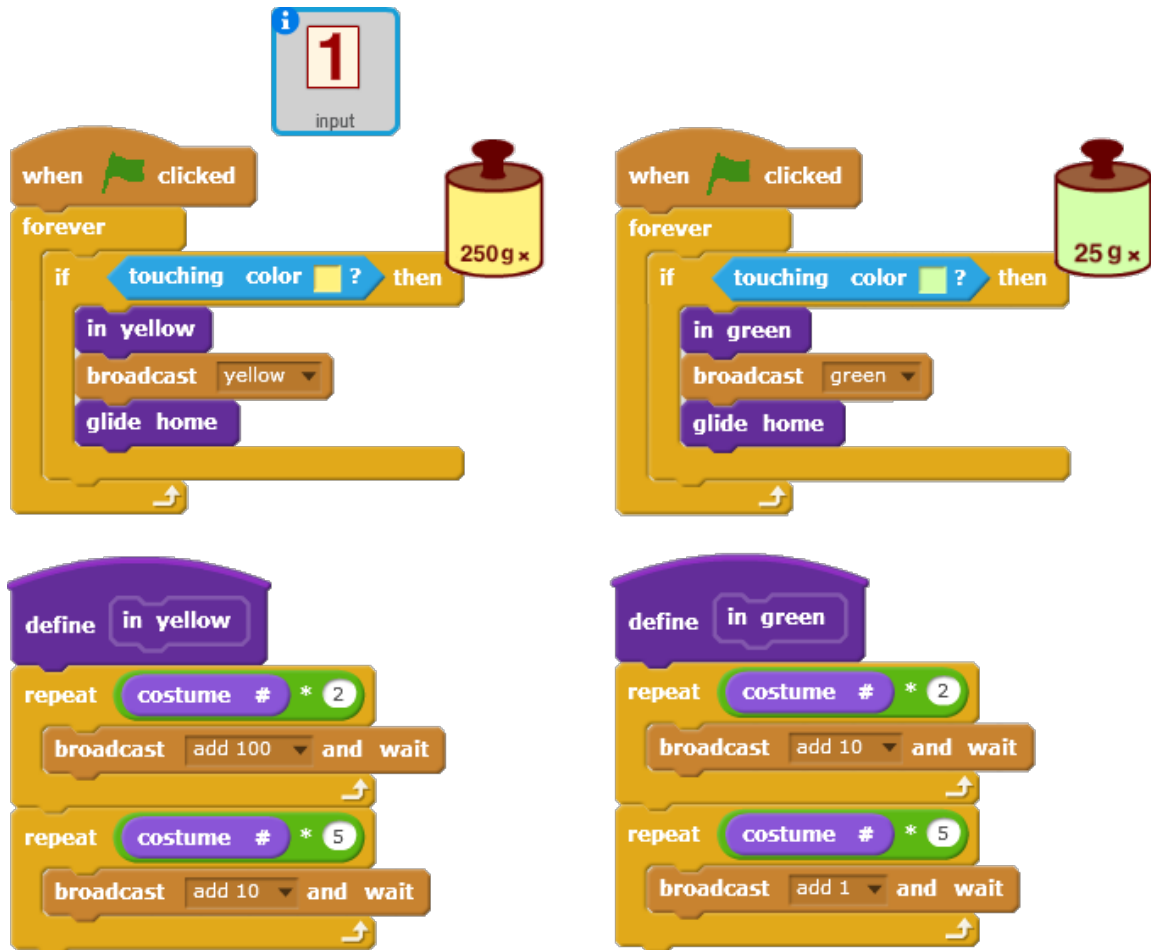 1
input
when clicked
forever
if touching color ? then
in yellow
broadcast yellow
glide home
250 g ×
when clicked
forever
if touching color ? then
in green
broadcast green
glide home
25 g ×
define in yellow
repeat costume # * 2
broadcast add 100 and wait
repeat costume # * 5
broadcast add 10 and wait
define in green
repeat costume # * 2
broadcast add 10 and wait
repeat costume # * 5
broadcast add 1 and wait